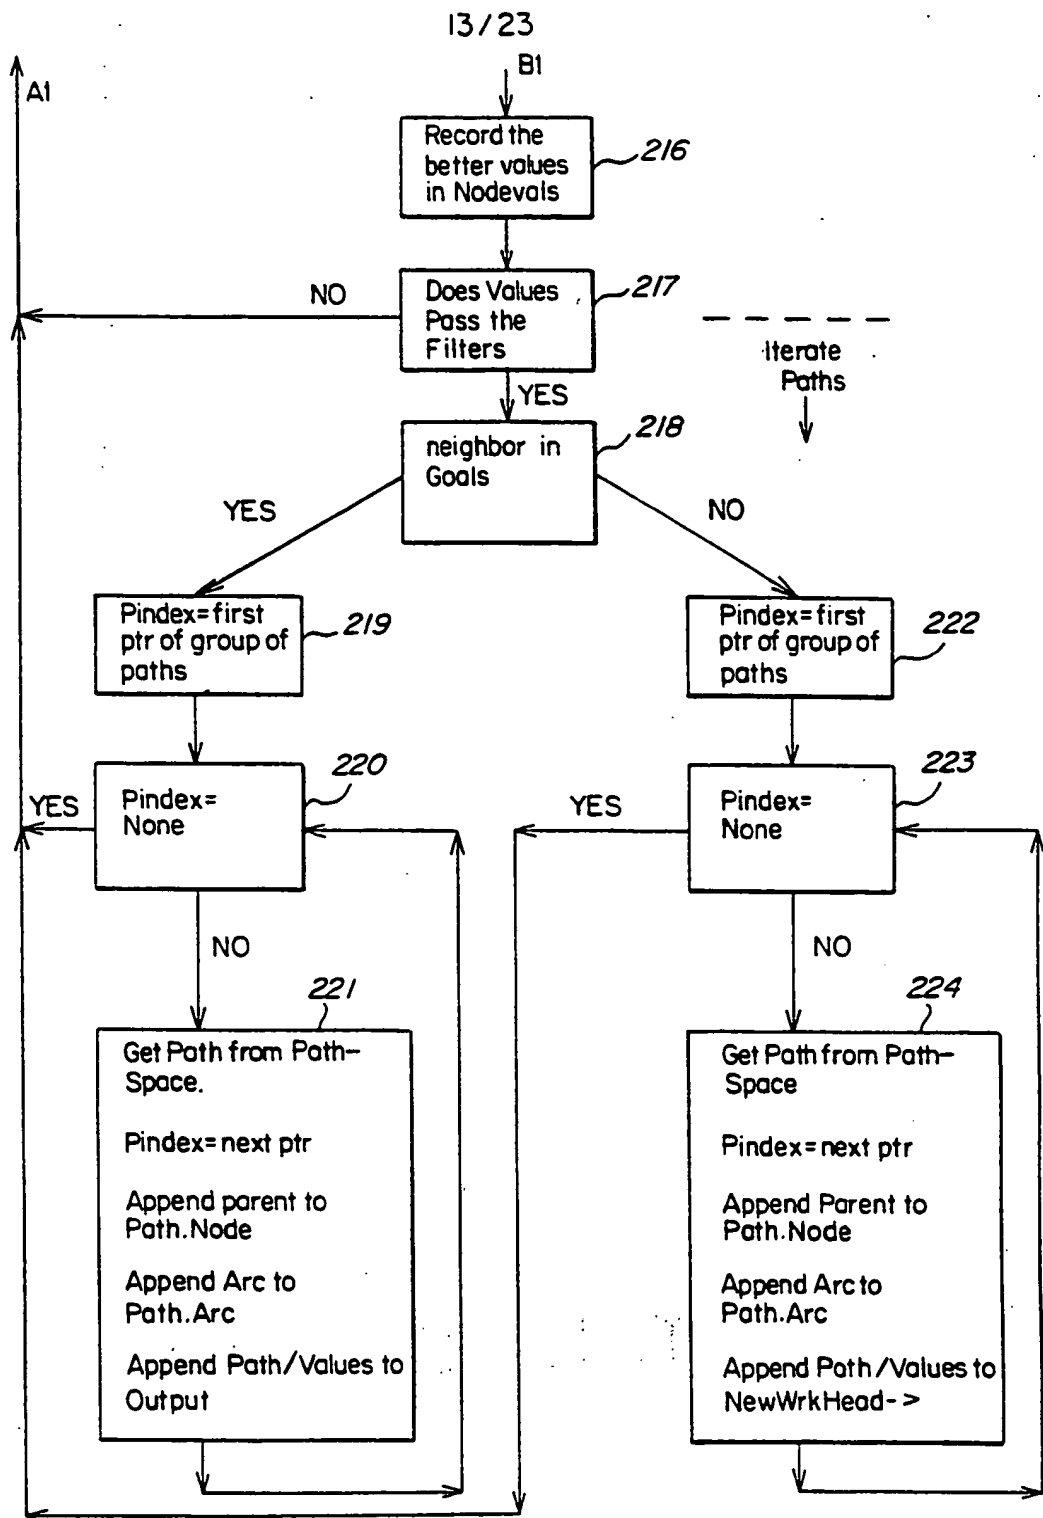 13/23
A1
B1
Record the
better values
in Nodevals
216
NO
Does Values
Pass the
Filters
217
Iterate
Paths
YES
neighbor in
Goals
218
YES
NO
Pindex=first
ptr of group of
paths
219
Pindex=first
ptr of group of
paths
222
YES
Pindex=
None
220
YES
Pindex=
None
223
NO
NO
221
Get Path from Path-
Space.
Pindex=next ptr
Append parent to
Path.Node
Append Arc to
Path.Arc
Append Path/Values to
Output
224
Get Path from Path-
Space
Pindex=next ptr
Append Parent to
Path.Node
Append Arc to
Path.Arc
Append Path/Values to
NewWrkHead->